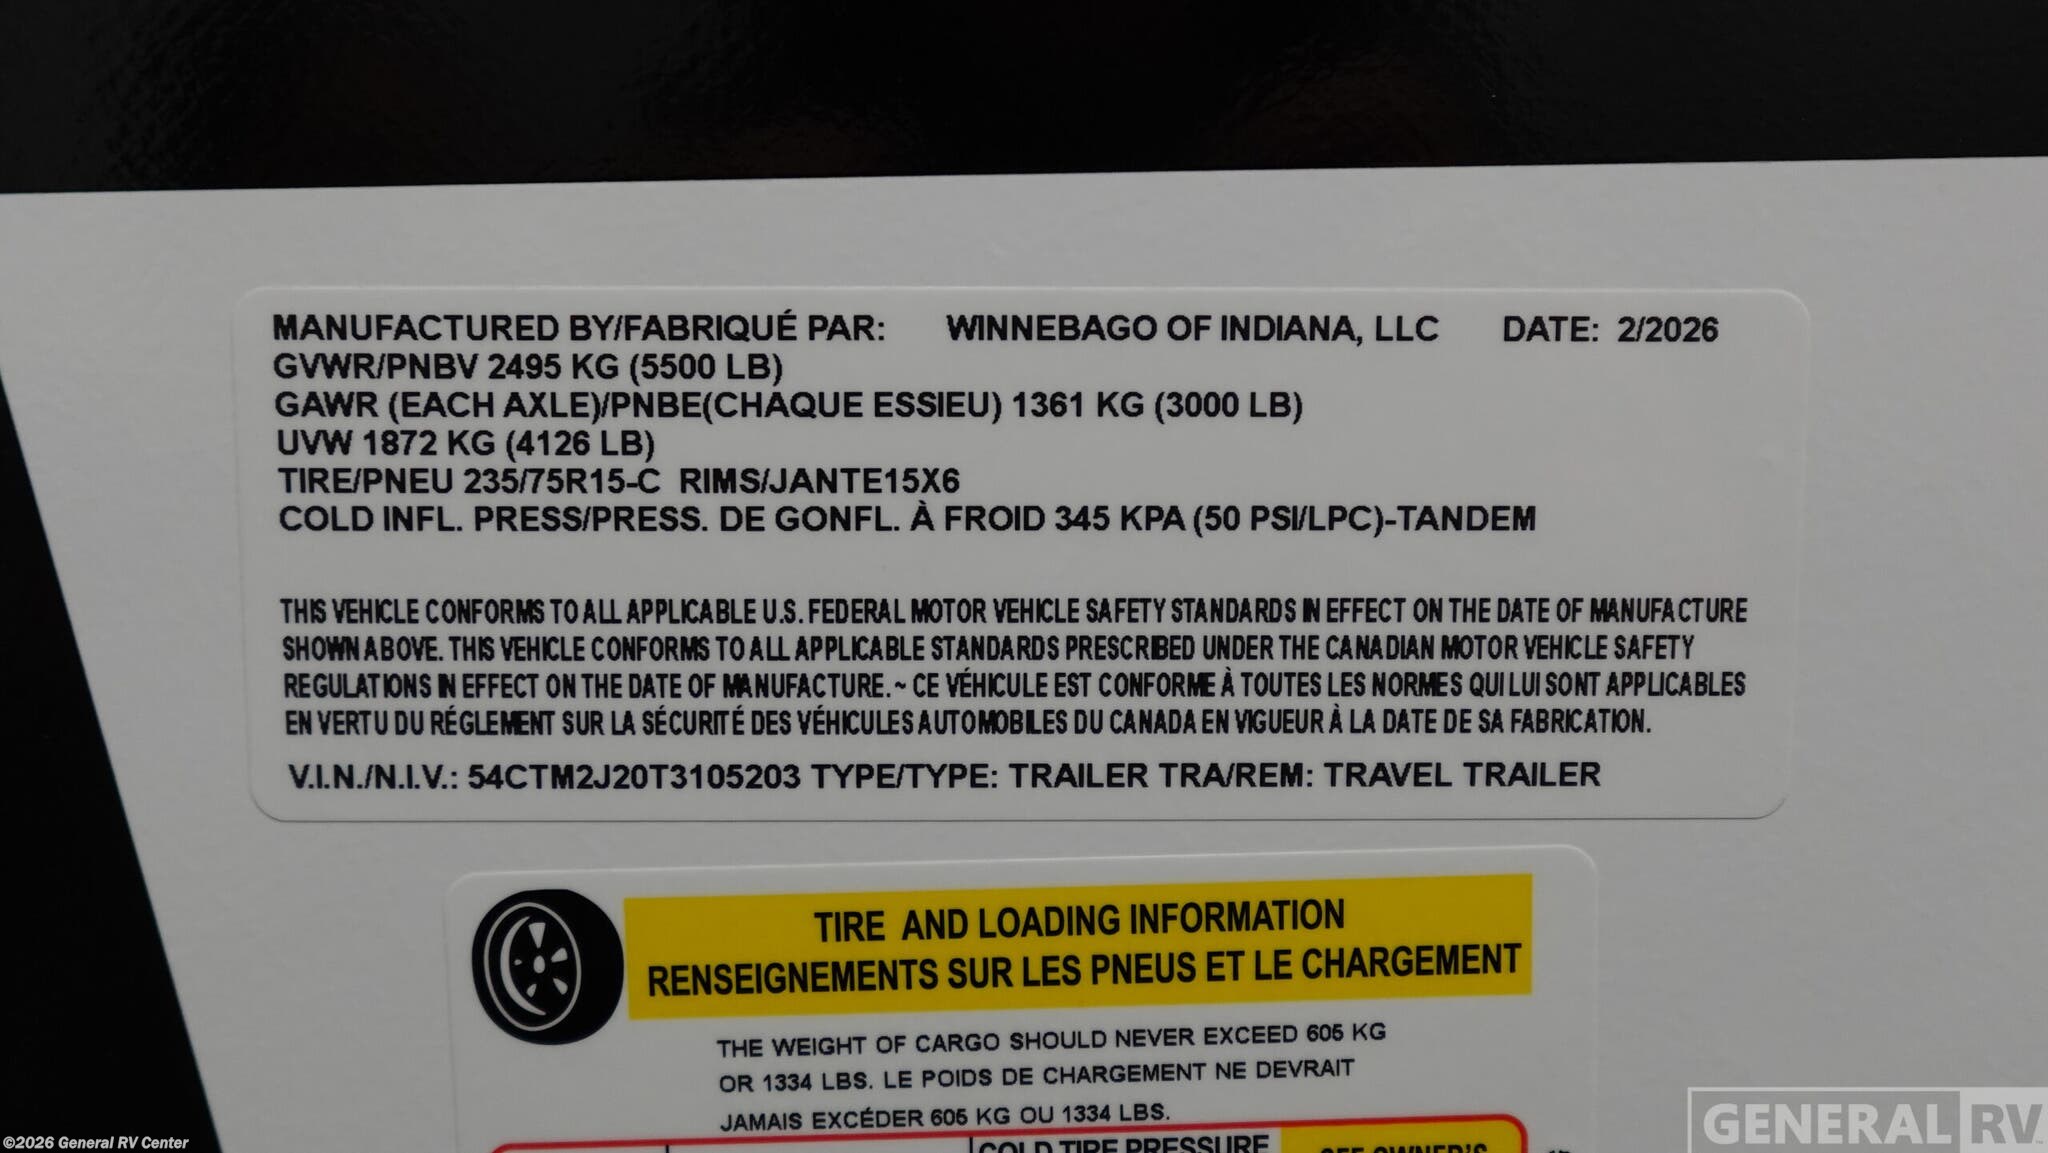 MANUFACTURED BY/FABRIQUÉ PAR: WINNEBAGO OF INDIANA, LLC DATE: 2/2026
GVWR/PNBV 2495 KG (5500 LB)
GAWR (EACH AXLE)/PNBE(CHAQUE ESSIEU) 1361 KG (3000 LB)
UVW 1872 KG (4126 LB)
TIRE/PNEU 235/75R15-C RIMS/JANTE15X6
COLD INFL. PRESS/PRESS. DE GONFL. À FROID 345 KPA (50 PSI/LPC)-TANDEM
THIS VEHICLE CONFORMS TO ALL APPLICABLE U.S. FEDERAL MOTOR VEHICLE SAFETY STANDARDS IN EFFECT ON THE DATE OF MANUFACTURE
SHOWN ABOVE. THIS VEHICLE CONFORMS TO ALL APPLICABLE STANDARDS PRESCRIBED UNDER THE CANADIAN MOTOR VEHICLE SAFETY
REGULATIONS IN EFFECT ON THE DATE OF MANUFACTURE. ~ CE VÉHICULE EST CONFORME À TOUTES LES NORMES QUI LUI SONT APPLICABLES
EN VERTU DU RÉGLEMENT SUR LA SÉCURITÉ DES VÉHICULES AUTOMOBILES DU CANADA EN VIGUEUR À LA DATE DE SA FABRICATION.
V.I.N./N.I.V.: 54CTM2J20T3105203 TYPE/TYPE: TRAILER TRA/REM: TRAVEL TRAILER
TIRE AND LOADING INFORMATION
RENSEIGNEMENTS SUR LES PNEUS ET LE CHARGEMENT
THE WEIGHT OF CARGO SHOULD NEVER EXCEED 605 KG
OR 1334 LBS. LE POIDS DE CHARGEMENT NE DEVRAIT
JAMAIS EXCÉDER 605 KG OU 1334 LBS.
COLD TIRE PRESSURE SEE OWNER'S
©2026 General RV Center
GENERAL RV